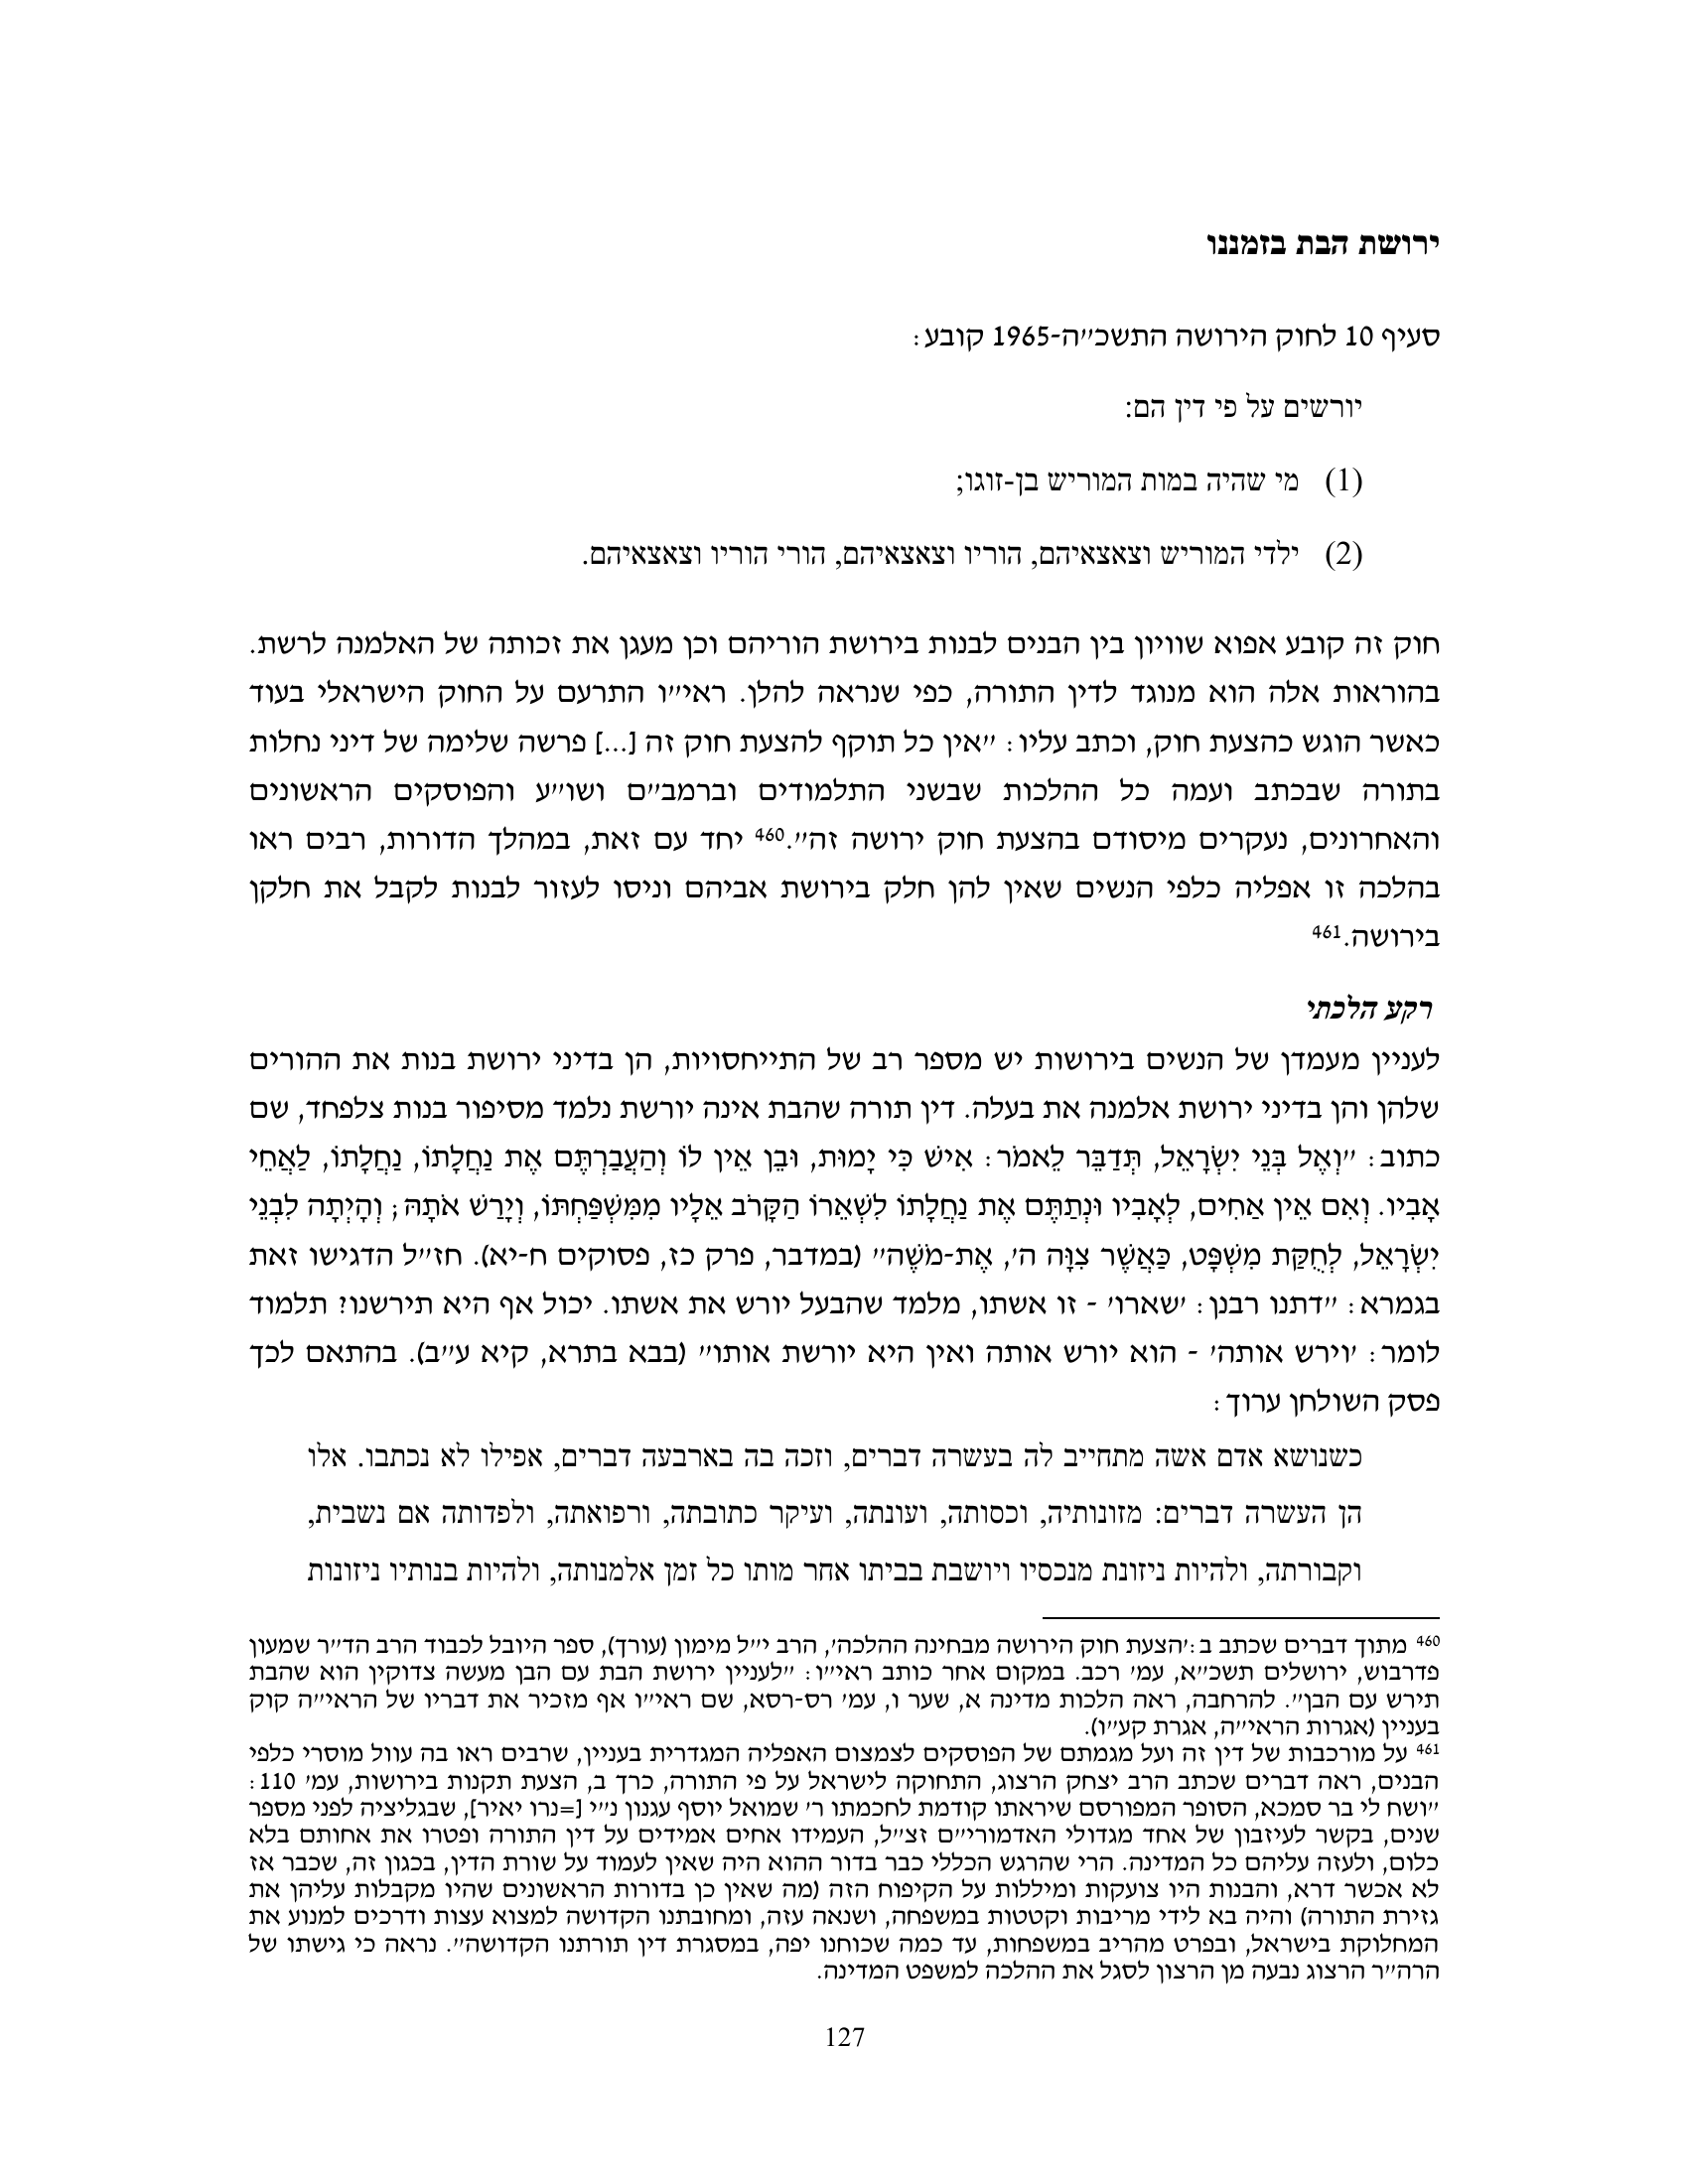 ירושת הבת בזמננו
סעיף 10 לחוק הירושה התשכ״ה-1965 קובע:
יורשים על פי דין הם:
(1) מי שהיה במות המוריש בן-זוגו;
(2) ילדי המוריש וצאצאיהם, הוריו וצאצאיהם, הורי הוריו וצאצאיהם.
חוק זה קובע אפוא שוויון בין הבנים לבנות בירושת הוריהם וכן מעגן את זכותה של האלמנה לרשת.
בהוראות אלה הוא מנוגד לדין התורה, כפי שנראה להלן. ראי״ו התרעם על החוק הישראלי בעוד
כאשר הוגש כהצעת חוק, וכתב עליו: ״אין כל תוקף להצעת חוק זה [...] פרשה שלימה של דיני נחלות
בתורה שבכתב ועמה כל ההלכות שבשני התלמודים וברמב״ם ושו״ע והפוסקים הראשונים
והאחרונים, נעקרים מיסודם בהצעת חוק ירושה זה״.460 יחד עם זאת, במהלך הדורות, רבים ראו
בהלכה זו אפליה כלפי הנשים שאין להן חלק בירושת אביהם וניסו לעזור לבנות לקבל את חלקן
בירושה.461
רקע הלכתי
לעניין מעמדן של הנשים בירושות יש מספר רב של התייחסויות, הן בדיני ירושת בנות את ההורים
שלהן והן בדיני ירושת אלמנה את בעלה. דין תורה שהבת אינה יורשת נלמד מסיפור בנות צלפחד, שם
כתוב: ״וְאֶל בְּנֵי יִשְׂרָאֵל, תְּדַבֵּר לֵאמֹר: אִישׁ כִּי יָמוּת, וּבֵן אֵין לוֹ וְהַעֲבַרְתֶּם אֶת נַחֲלָתוֹ, נַחֲלָתוֹ, לַאֲחֵי
אָבִיו. וְאִם אֵין אַחִים, לְאָבִיו וּנְתַתֶּם אֶת נַחֲלָתוֹ לִשְׁאֵרוֹ הַקָּרֹב אֵלָיו מִמִּשְׁפַּחְתּוֹ, וְיָרַשׁ אֹתָהּ; וְהָיְתָה לִבְנֵי
יִשְׂרָאֵל, לְחֻקַּת מִשְׁפָּט, כַּאֲשֶׁר צִוָּה ה׳, אֶת-מֹשֶׁה״ (במדבר, פרק כז, פסוקים ח-יא). חז״ל הדגישו זאת
בגמרא: ״דתנו רבנן: ׳שארו׳ - זו אשתו, מלמד שהבעל יורש את אשתו. יכול אף היא תירשנו? תלמוד
לומר: ׳וירש אותה׳ - הוא יורש אותה ואין היא יורשת אותו״ (בבא בתרא, קיא ע״ב). בהתאם לכך
פסק השולחן ערוך:
כשנושא אדם אשה מתחייב לה בעשרה דברים, וזכה בה בארבעה דברים, אפילו לא נכתבו. אלו
הן העשרה דברים: מזונותיה, וכסותה, ועונתה, ועיקר כתובתה, ורפואתה, ולפדותה אם נשבית,
וקבורתה, ולהיות ניזונת מנכסיו ויושבת בביתו אחר מותו כל זמן אלמנותה, ולהיות בנותיו ניזונות
460 מתוך דברים שכתב ב:׳הצעת חוק הירושה מבחינה ההלכה׳, הרב י״ל מימון (עורך), ספר היובל לכבוד הרב הד״ר שמעון
פדרבוש, ירושלים תשכ״א, עמ׳ רכב. במקום אחר כותב ראי״ו: ״לעניין ירושת הבת עם הבן מעשה צדוקין הוא שהבת
תירש עם הבן״. להרחבה, ראה הלכות מדינה א, שער ו, עמ׳ רס-רסא, שם ראי״ו אף מזכיר את דבריו של הראי״ה קוק
בעניין (אגרות הראי״ה, אגרת קע״ו).
461 על מורכבות של דין זה ועל מגמתם של הפוסקים לצמצום האפליה המגדרית בעניין, שרבים ראו בה עוול מוסרי כלפי
הבנים, ראה דברים שכתב הרב יצחק הרצוג, התחוקה לישראל על פי התורה, כרך ב, הצעת תקנות בירושות, עמ׳ 110:
״ושח לי בר סמכא, הסופר המפורסם שיראתו קודמת לחכמתו ר׳ שמואל יוסף עגנון נ״י [=נרו יאיר], שבגליציה לפני מספר
שנים, בקשר לעיזבון של אחד מגדולי האדמורי״ם זצ״ל, העמידו אחים אמידים על דין התורה ופטרו את אחותם בלא
כלום, ולעזה עליהם כל המדינה. הרי שהרגש הכללי כבר בדור ההוא היה שאין לעמוד על שורת הדין, בכגון זה, שכבר אז
לא אכשר דרא, והבנות היו צועקות ומיללות על הקיפוח הזה (מה שאין כן בדורות הראשונים שהיו מקבלות עליהן את
גזירת התורה) והיה בא לידי מריבות וקטטות במשפחה, ושנאה עזה, ומחובתנו הקדושה למצוא עצות ודרכים למנוע את
המחלוקת בישראל, ובפרט מהריב במשפחות, עד כמה שכוחנו יפה, במסגרת דין תורתנו הקדושה״. נראה כי גישתו של
הרה״ר הרצוג נבעה מן הרצון לסגל את ההלכה למשפט המדינה.
127